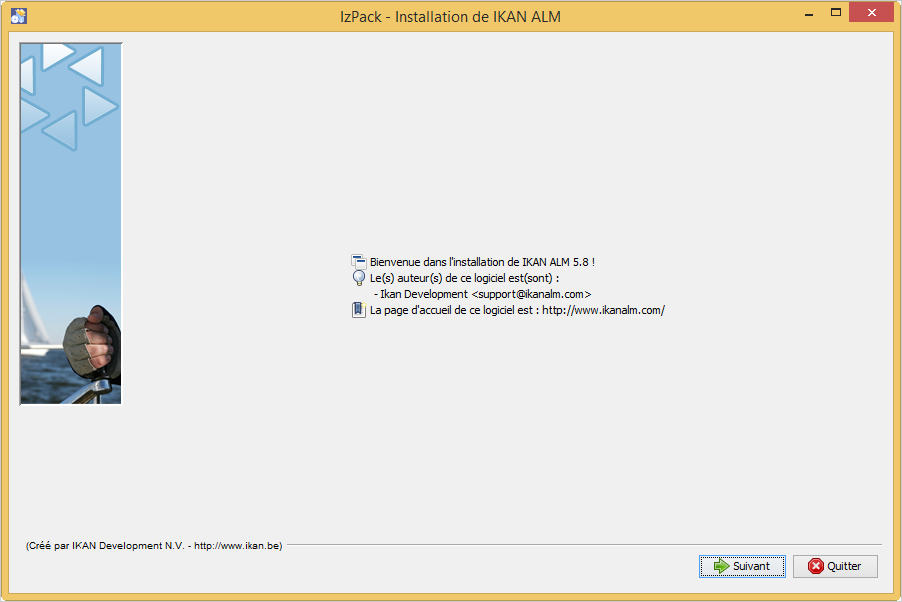 IzPack - Installation de IKAN ALM
Bienvenue dans l'installation de IKAN ALM 5.8 !
Le(s) auteur(s) de ce logiciel est(sont) :
- Ikan Development <support@ikanalm.com>
La page d'accueil de ce logiciel est : http://www.ikanalm.com/
(Créé par IKAN Development N.V. - http://www.ikan.be)
Suivant
Quitter